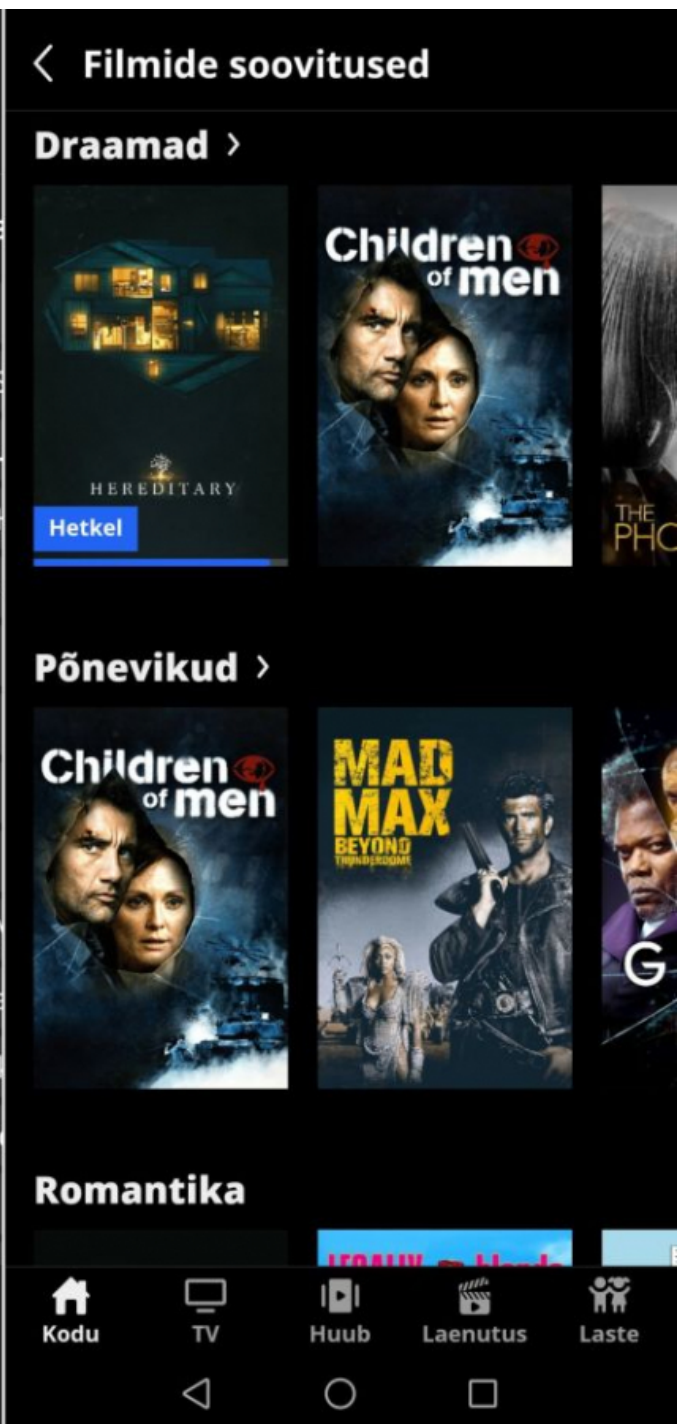 Filmide soovitused
Draamad
HEREDITARY
Hetkel
Children
of men
THE
Põnevikud
Children
of men
MAD
MAX
BEYOND
THUNDERDOME
G
Romantika
Kodu
TV
Huub
Laenutus
Laste